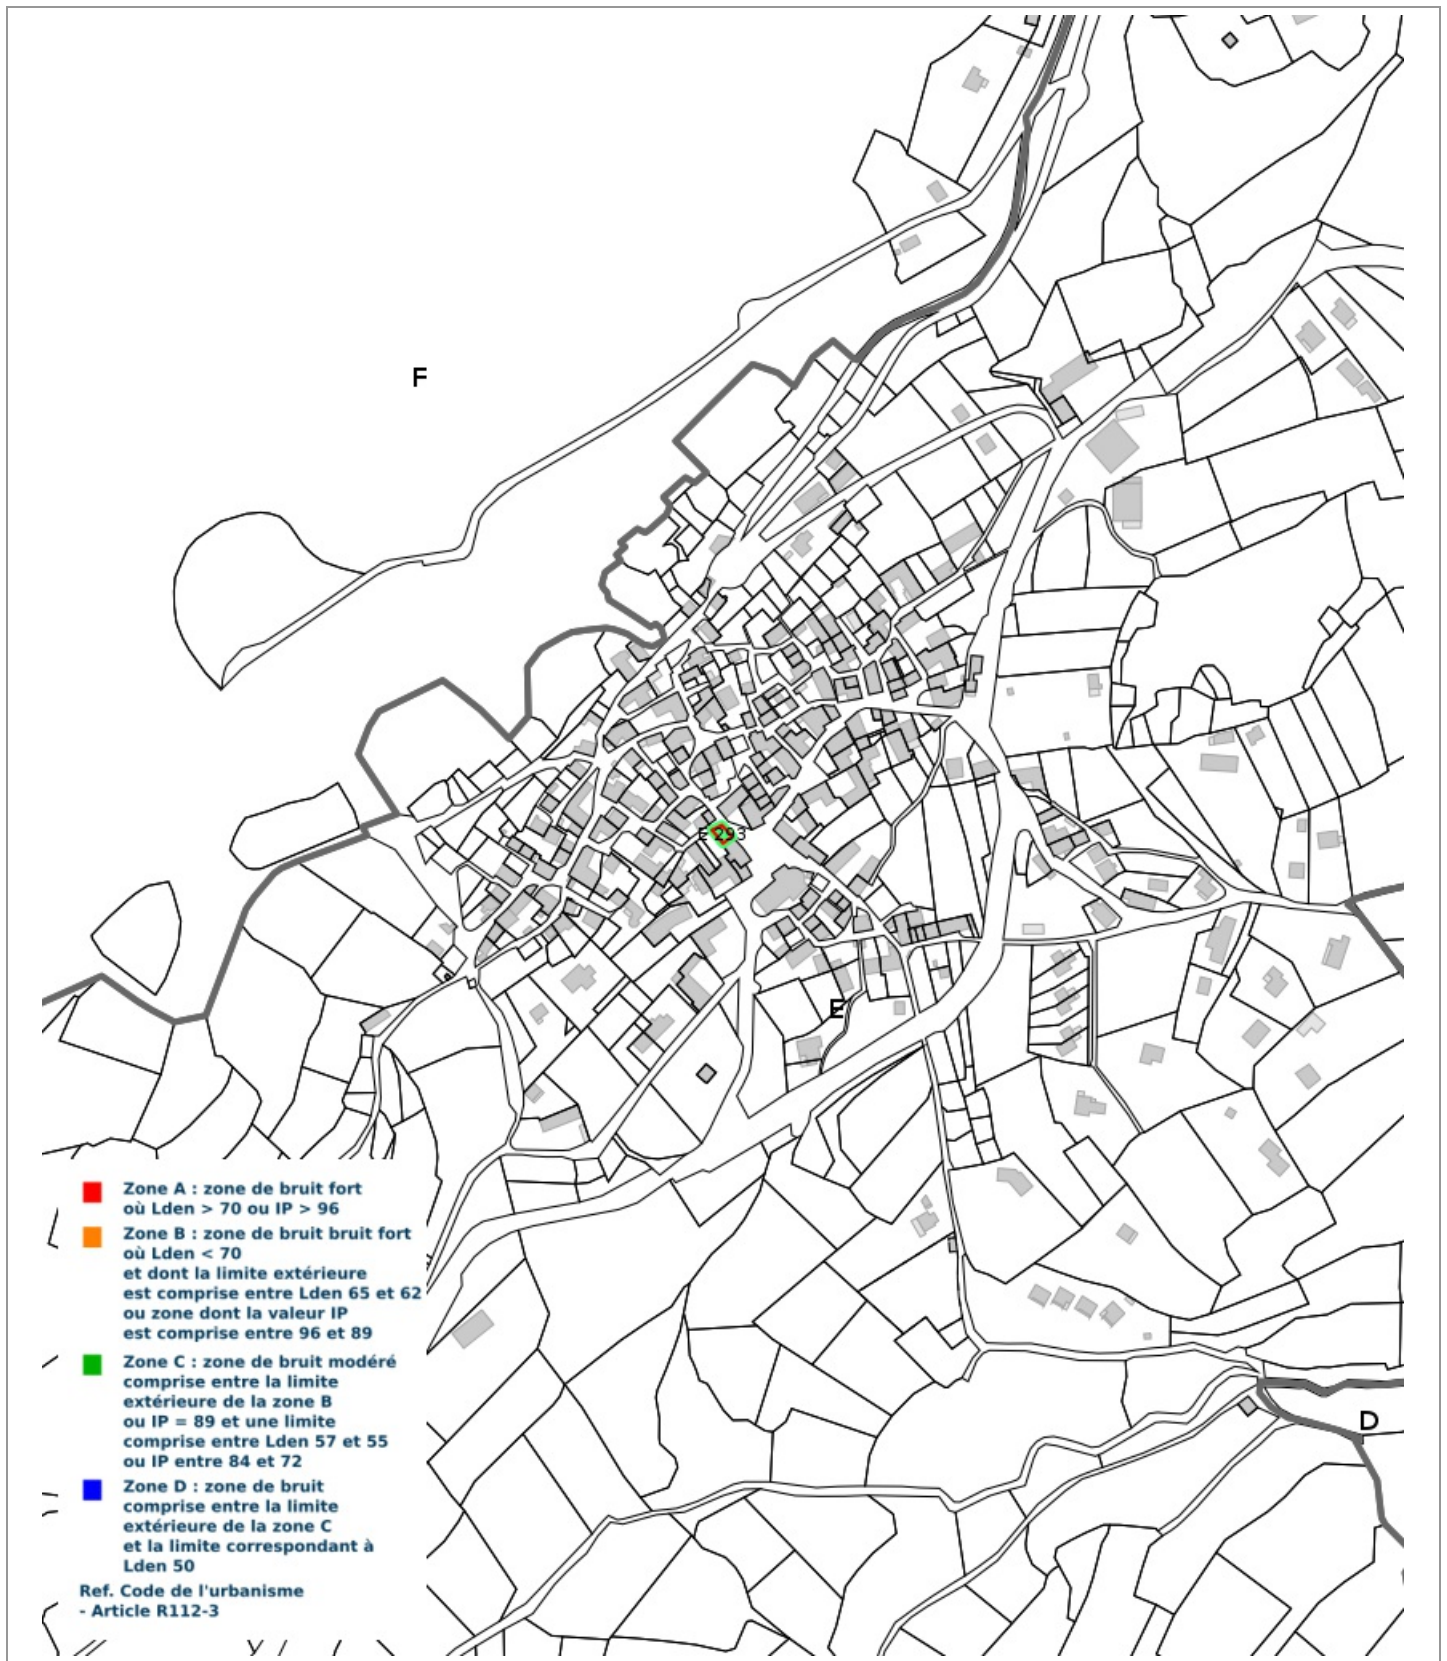 F
E 293
E
Zone A : zone de bruit fort
où Lden > 70 ou IP > 96
Zone B : zone de bruit bruit fort
où Lden < 70
et dont la limite extérieure
est comprise entre Lden 65 et 62
ou zone dont la valeur IP
est comprise entre 96 et 89
Zone C : zone de bruit modéré
comprise entre la limite
extérieure de la zone B
ou IP = 89 et une limite
comprise entre Lden 57 et 55
ou IP entre 84 et 72
D
Zone D : zone de bruit
comprise entre la limite
extérieure de la zone C
et la limite correspondant à
Lden 50
Ref. Code de l'urbanisme
- Article R112-3